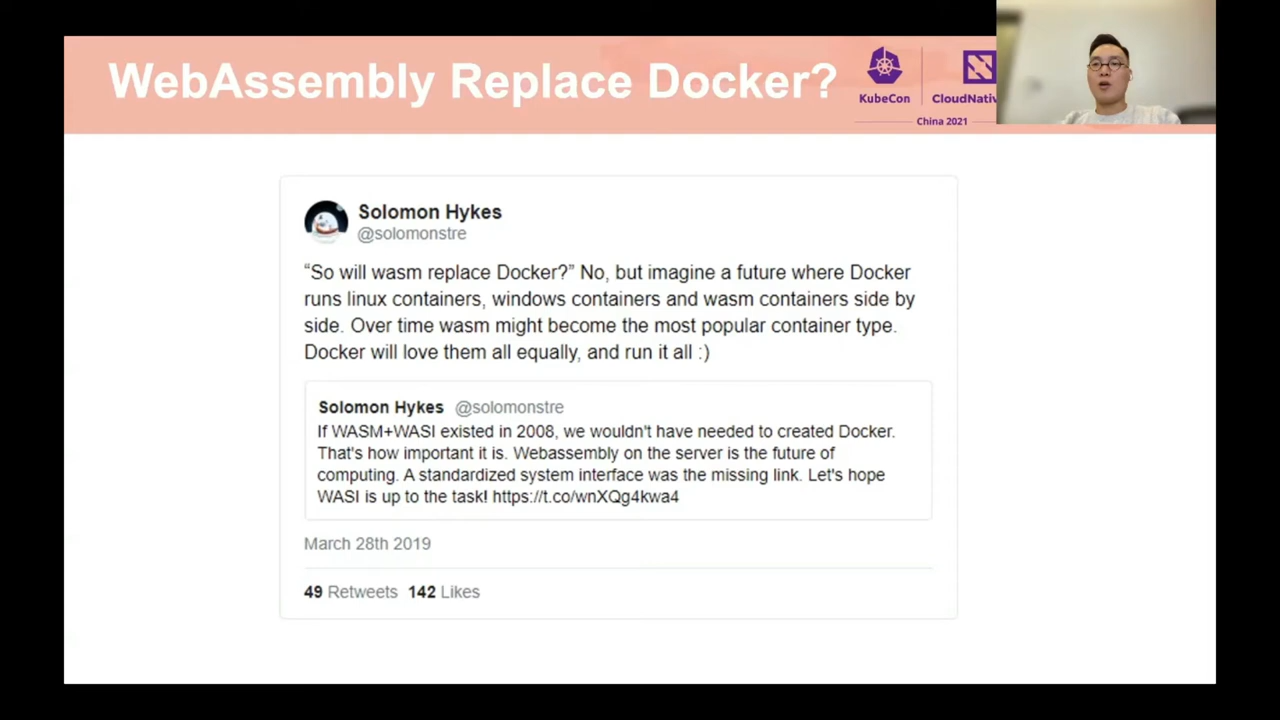 WebAssembly Replace Docker?
KubeCon
CloudNativ
China 2021
Solomon Hykes
@solomonstre
“So will wasm replace Docker?” No, but imagine a future where Docker
runs linux containers, windows containers and wasm containers side by
side. Over time wasm might become the most popular container type.
Docker will love them all equally, and run it all :)
Solomon Hykes @solomonstre
If WASM+WASI existed in 2008, we wouldn't have needed to created Docker.
That's how important it is. Webassembly on the server is the future of
computing. A standardized system interface was the missing link. Let's hope
WASI is up to the task! https://t.co/wnXQg4kwa4
March 28th 2019
49 Retweets 142 Likes